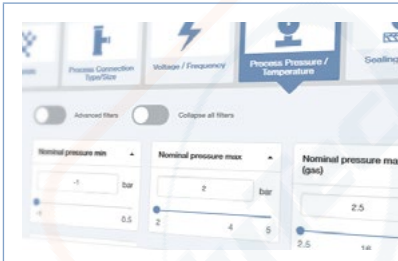 Process Connection
Type/Size
Voltage / Frequency
Process Pressure /
Temperature
Sealing
Advanced filters
Collapse all filters
Nominal pressure min
Nominal pressure max
Nominal pressure ma
(gas)
-1
bar
2
bar
2.5
-1
0.5
2
4
5
2.5
16